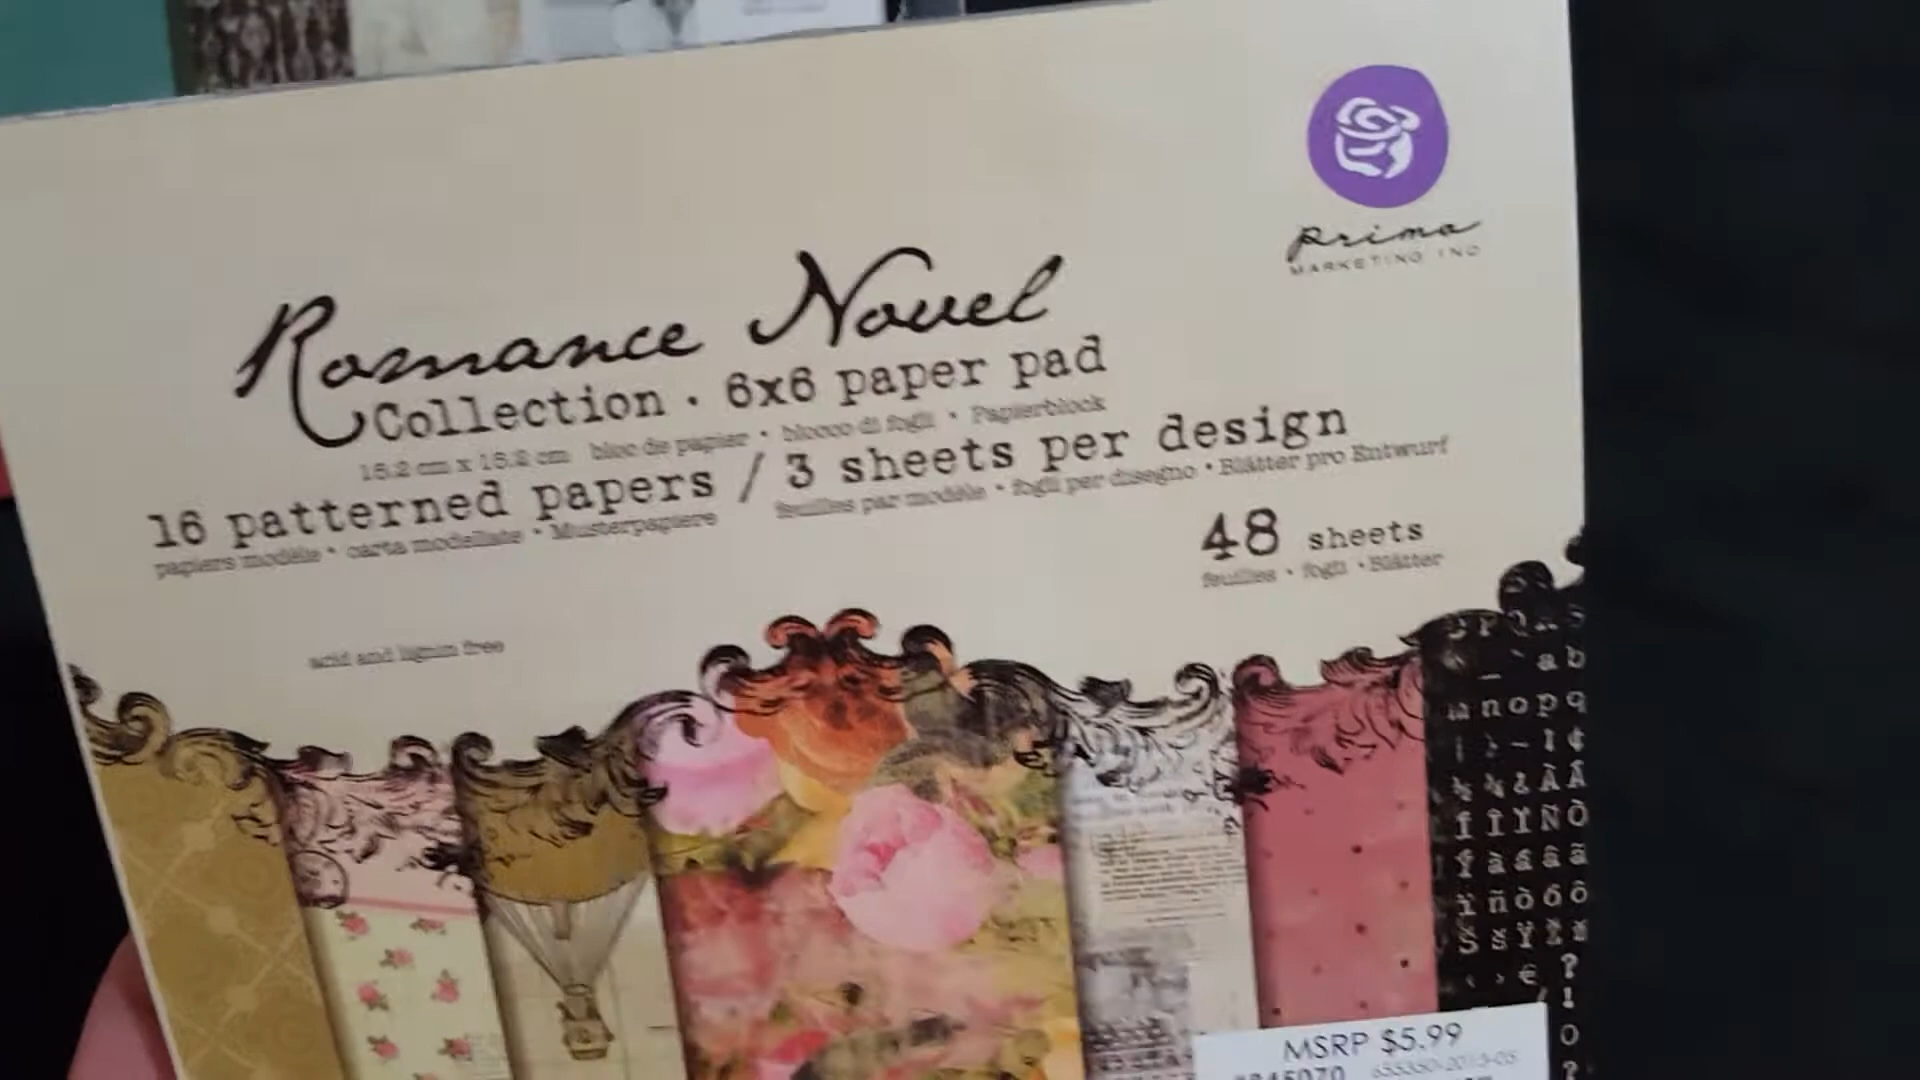 prima
MARKETING INC
Romance Novel
Collection · 6x6 paper pad
15.2 cm x 15.2 cm bloc de papier • blocco di fogli • Papierblock
16 patterned papers / 3 sheets per design
papiers modèle • carta modellate • Musterpapiere feuilles par modèle • fogli per disegno • Blätter pro Entwurf
48 sheets
feuilles • fogli • Blätter
acid and lignin free
a b
n o p q
Î Ï Ñ Ò
MSRP $5.99